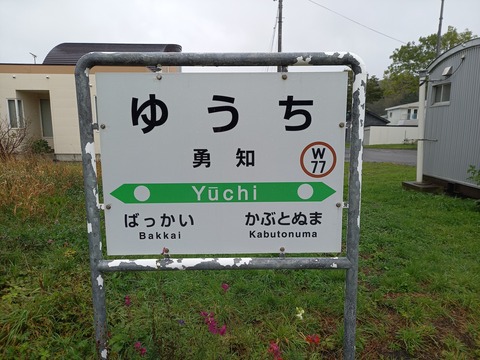 ゆうち
勇知
W
77
Yūchi
ばっかい かぶとぬま
Bakkai Kabutonuma